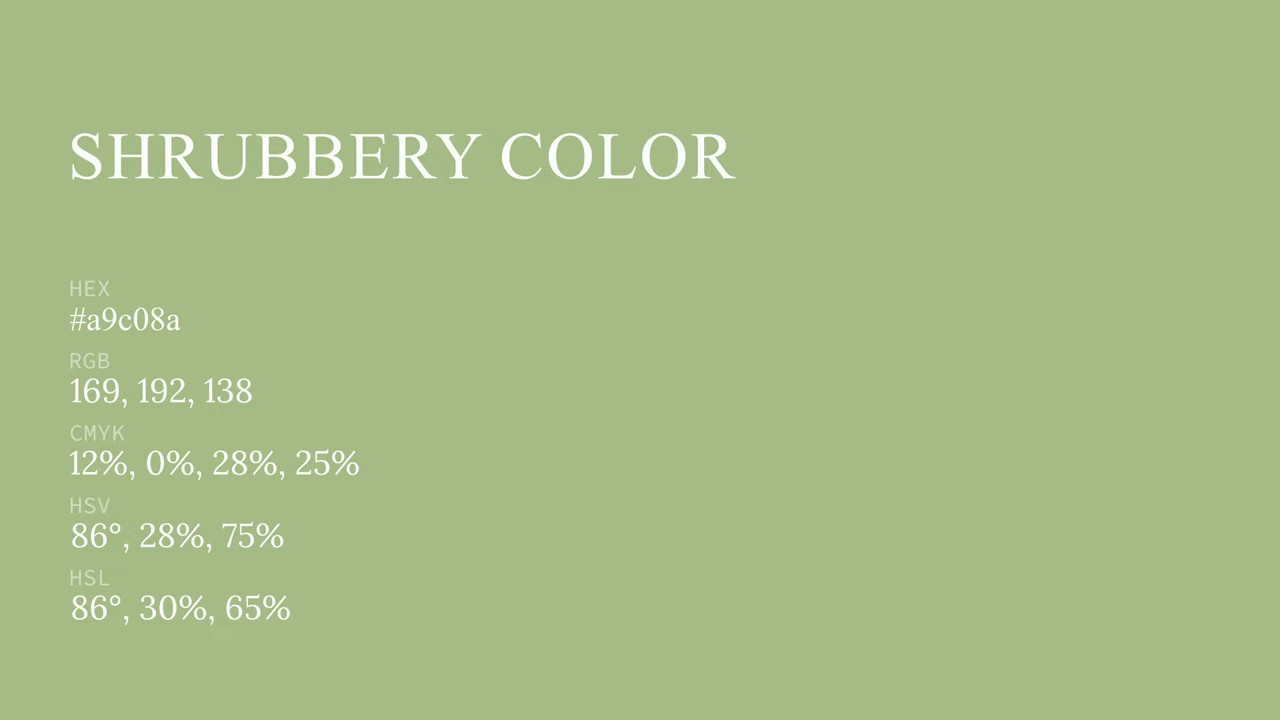 SHRUBBERY COLOR
HEX
#a9c08a
RGB
169, 192, 138
CMYK
12%, 0%, 28%, 25%
HSV
86°, 28%, 75%
HSL
86°, 30%, 65%